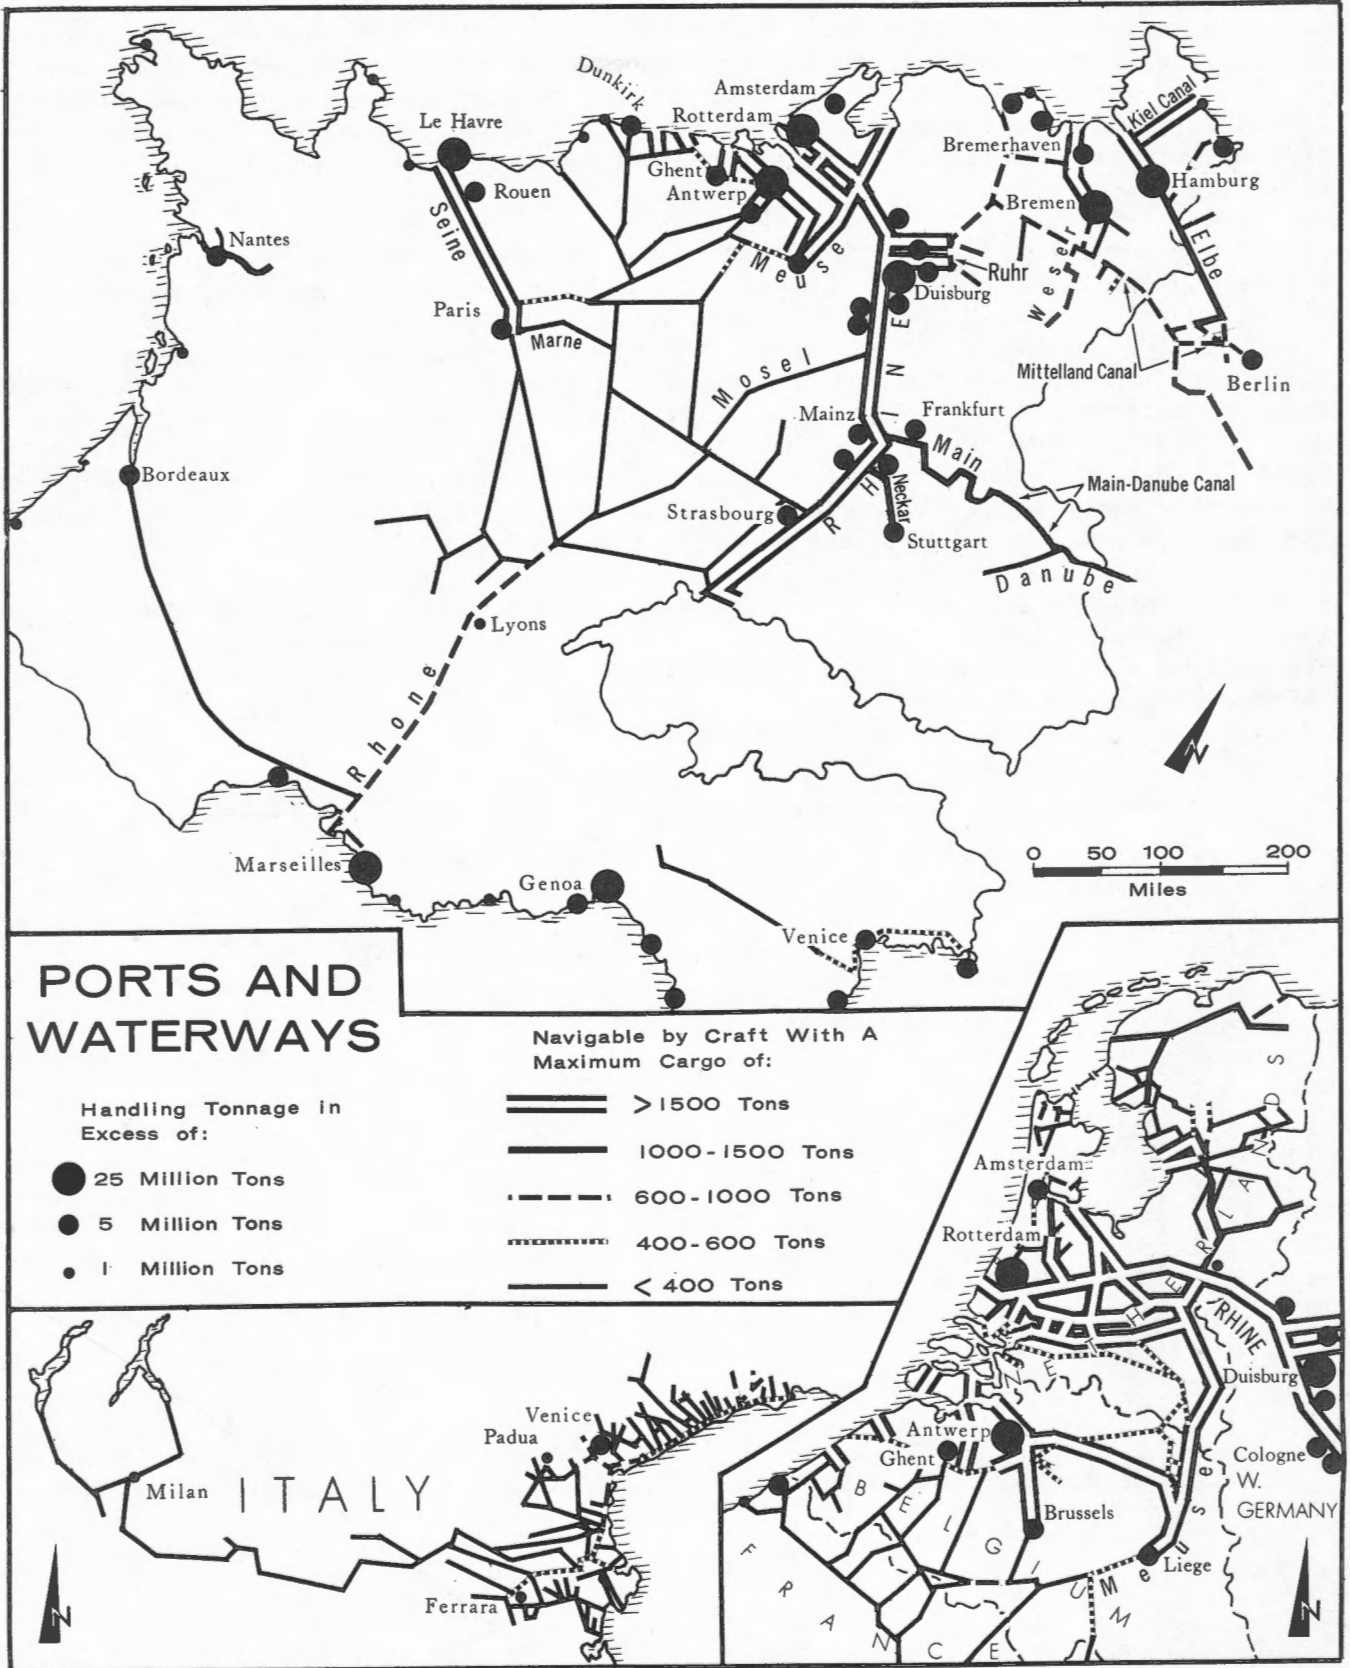 Dunkirk
Amsterdam
Rotterdam
Le Havre
Kiel Canal
Bremerhaven
Ghent
Antwerp
Hamburg
Rouen
Bremen
Seine
Nantes
Meuse
Ruhr
Weser
Elbe
Duisburg
Paris
Marne
Mosel
Mittelland Canal
Berlin
Mainz
Frankfurt
Main
Bordeaux
Main-Danube Canal
Neckar
Strasbourg
RHINE
Stuttgart
Danube
Lyons
Rhone
N
0 50 100 200
Miles
Marseilles
Genoa
Venice
PORTS AND
WATERWAYS
Handling Tonnage in
Excess of:
25 Million Tons
5 Million Tons
1 Million Tons
Navigable by Craft With A
Maximum Cargo of:
>1500 Tons
1000-1500 Tons
600-1000 Tons
400-600 Tons
< 400 Tons
Amsterdam
Rotterdam
NETHERLANDS
RHINE
Duisburg
Antwerp
Ghent
Cologne
W.
GERMANY
BELGIUM
Brussels
Meuse
Liege
FRANCE
N
Venice
Padua
Milan
ITALY
Ferrara
N